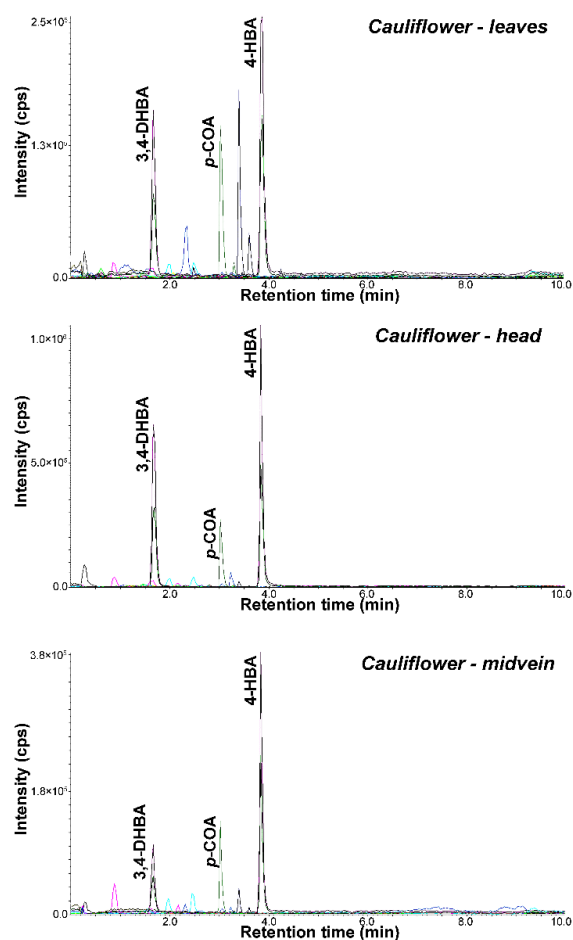 Cauliflower - leaves
2.5×10⁵
4-HBA
3,4-DHBA
p-COA
Intensity (cps)
0.0
2.0
4.0
6.0
8.0
10.0
Retention time (min)
Cauliflower - head
1.0×10⁶
4-HBA
3,4-DHBA
5.0×10⁵
p-COA
Intensity (cps)
0.0
2.0
4.0
6.0
8.0
10.0
Retention time (min)
Cauliflower - midvein
3.8×10⁵
4-HBA
1.8×10⁵
3,4-DHBA
p-COA
Intensity (cps)
0.0
2.0
4.0
6.0
8.0
10.0
Retention time (min)